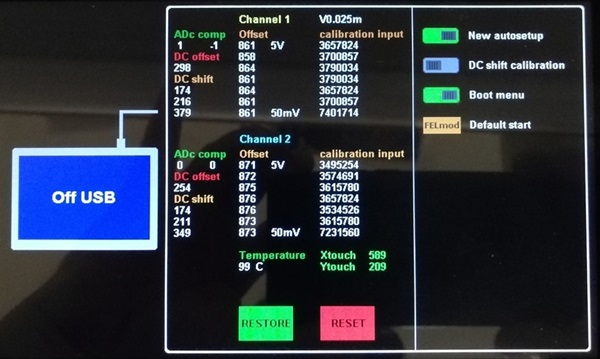 Channel 1 V0.025m
ADc comp Offset calibration input
1 -1 861 5V 3657824
DC offset 858 3700857
298 864 3790034
DC shift 861 3790034
174 864 3657824
216 861 3700857
379 861 50mV 7401714
Channel 2
ADc comp Offset calibration input
0 0 871 5V 3495254
DC offset 872 3574691
254 875 3615780
DC shift 876 3657824
174 876 3534526
211 873 3615780
349 873 50mV 7231560
Temperature Xtouch 509
99 C Ytouch 209
RESTORE RESET
Off USB
New autosetup
DC shift calibration
Boot menu
FELmod Default start